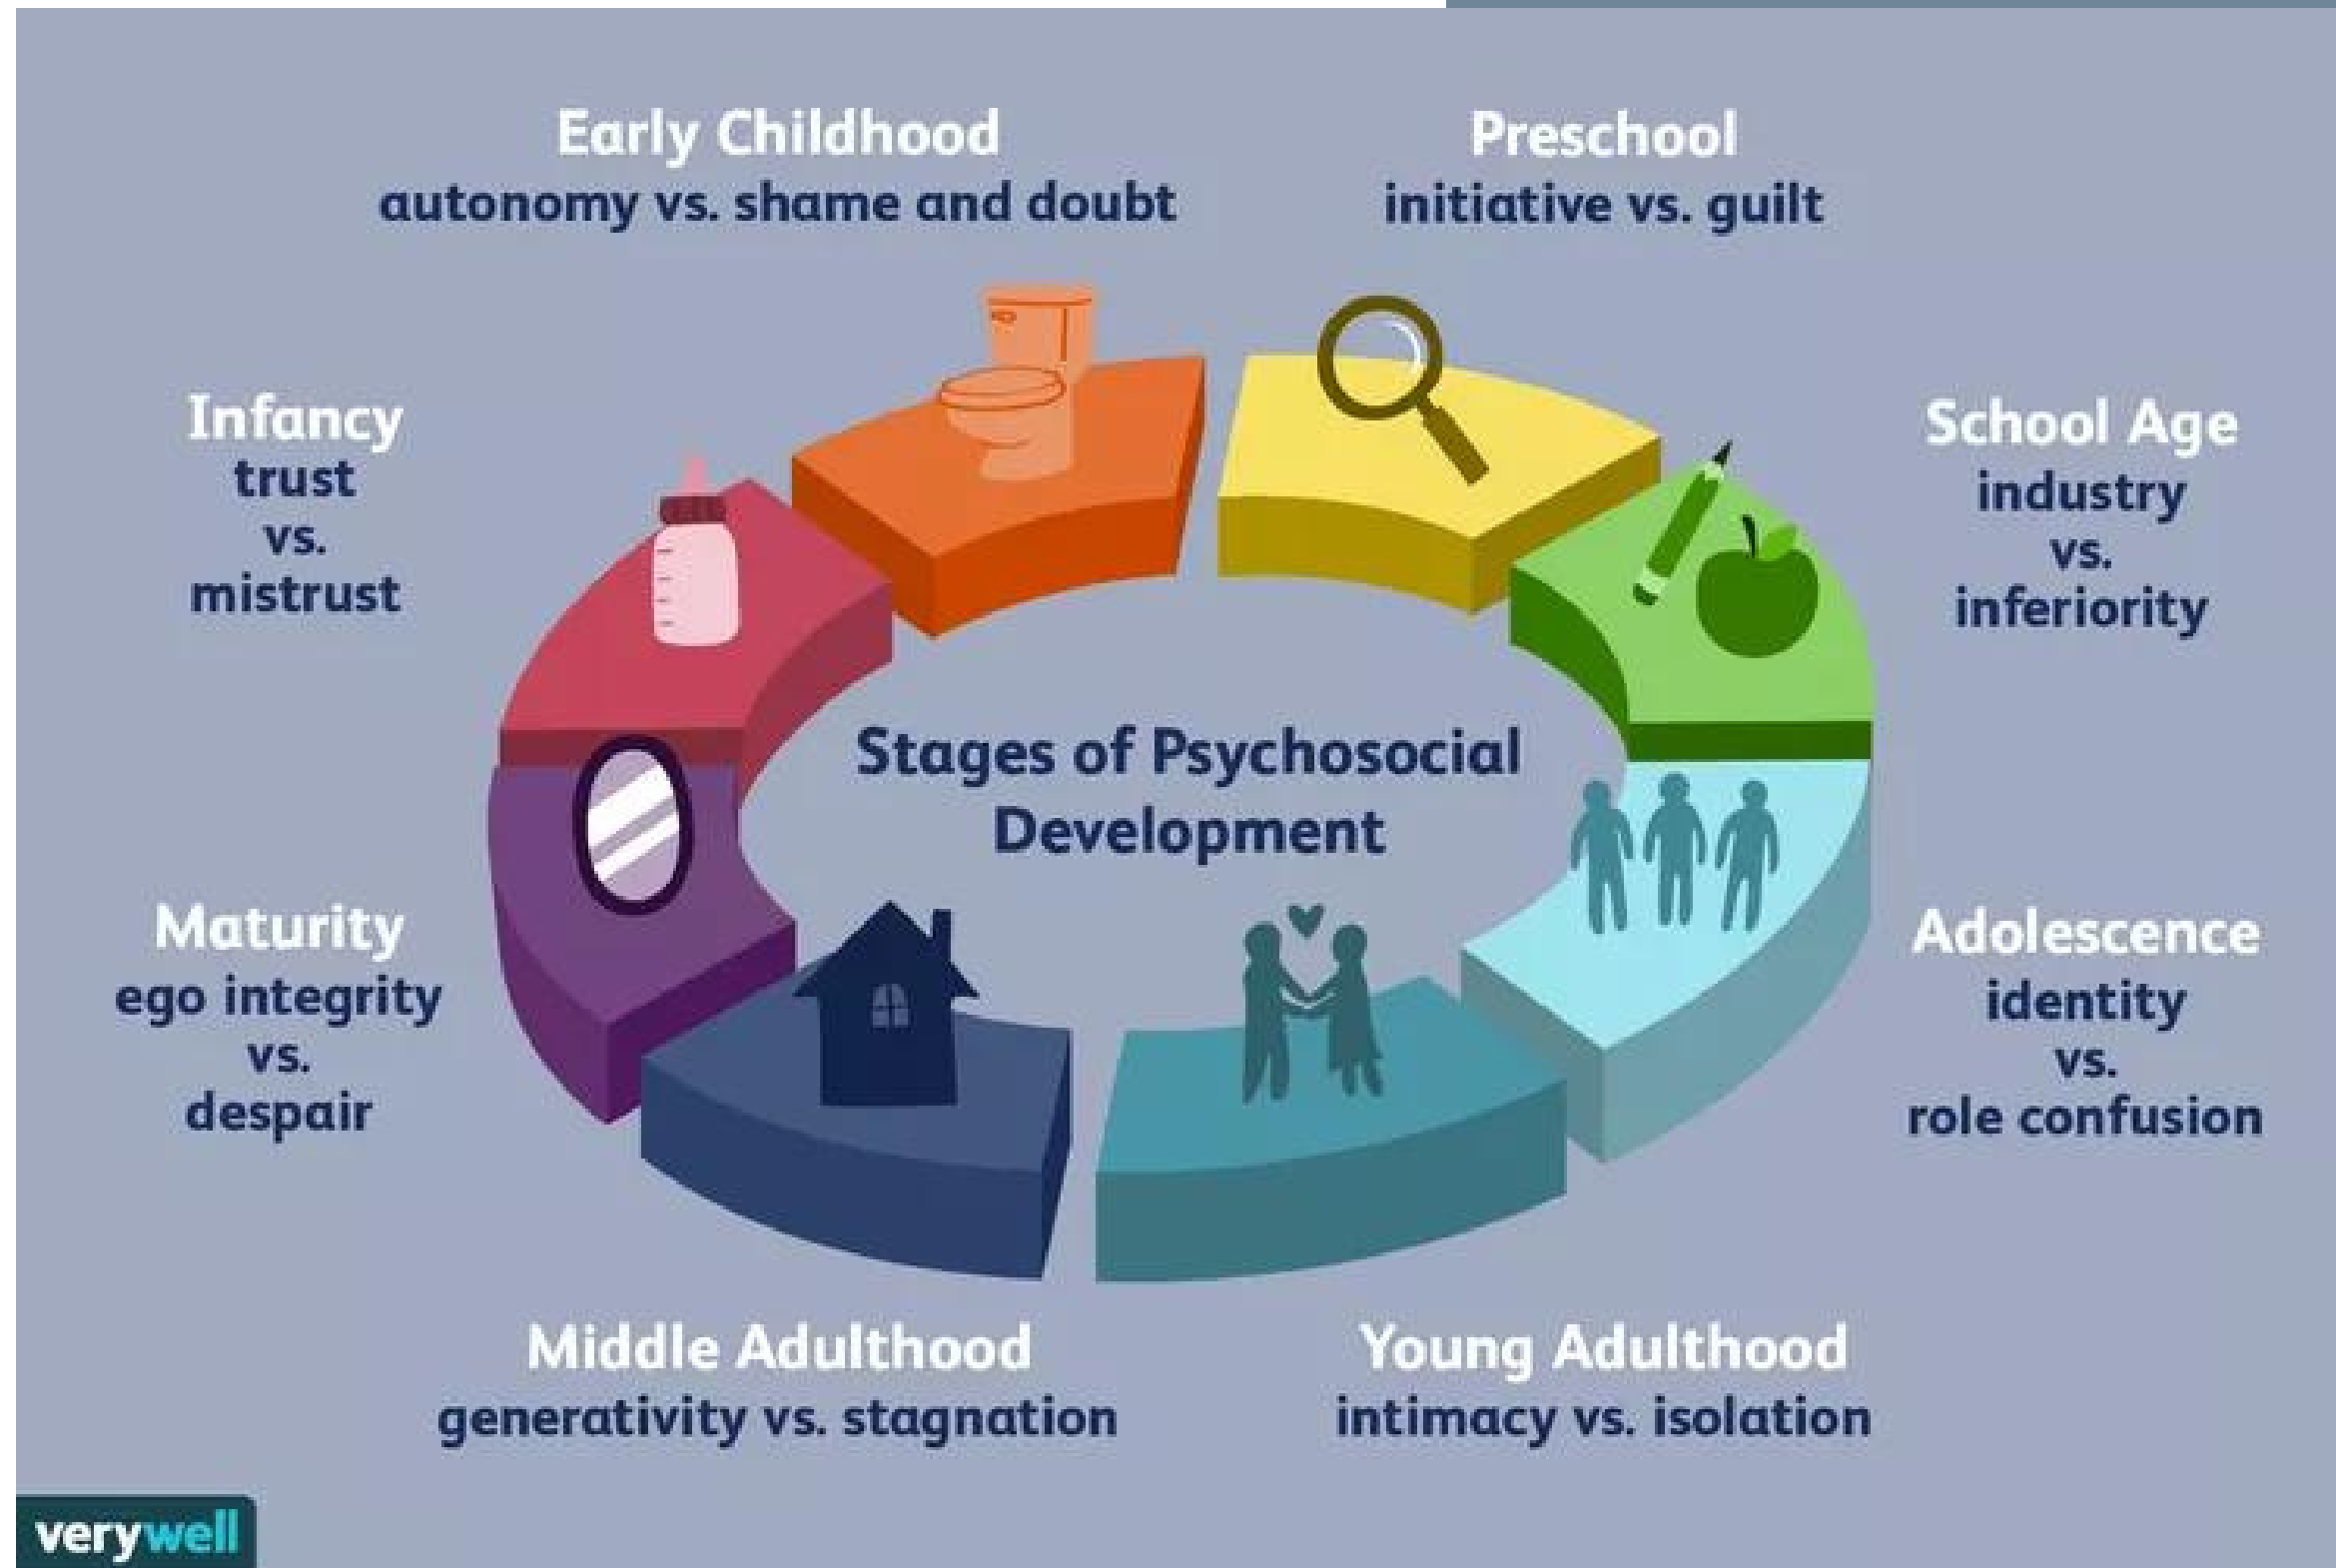 Early Childhood
autonomy vs. shame and doubt
Preschool
initiative vs. guilt
Infancy
trust
vs.
mistrust
School Age
industry
vs.
inferiority
Stages of Psychosocial
Development
Maturity
ego integrity
vs.
despair
Adolescence
identity
vs.
role confusion
Middle Adulthood
generativity vs. stagnation
Young Adulthood
intimacy vs. isolation
verywell